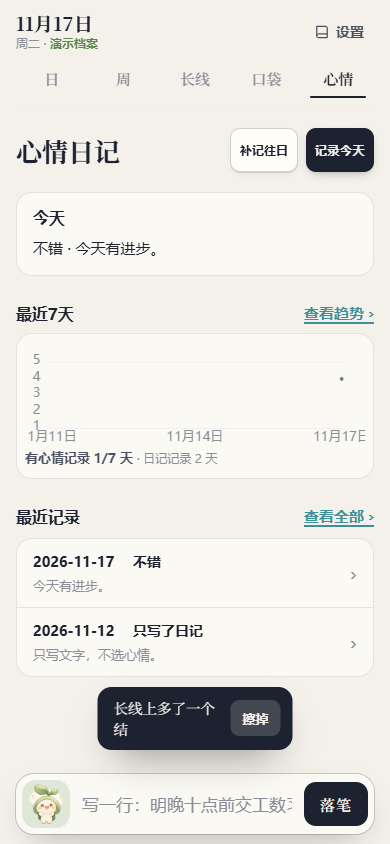 11月17日
周二 · 演示档案
设置
日 周 长线 口袋 心情
心情日记
补记往日
记录今天
今天
不错 · 今天有进步。
最近7天
查看趋势 ›
5
4
3
2
1
1月11日 11月14日 11月17日
有心情记录 1/7 天 · 日记记录 2 天
最近记录
查看全部 ›
2026-11-17 不错
今天有进步。
2026-11-12 只写了日记
只写文字，不选心情。
长线上多了一个
结
擦掉
写一行：明晚十点前交工数
落笔